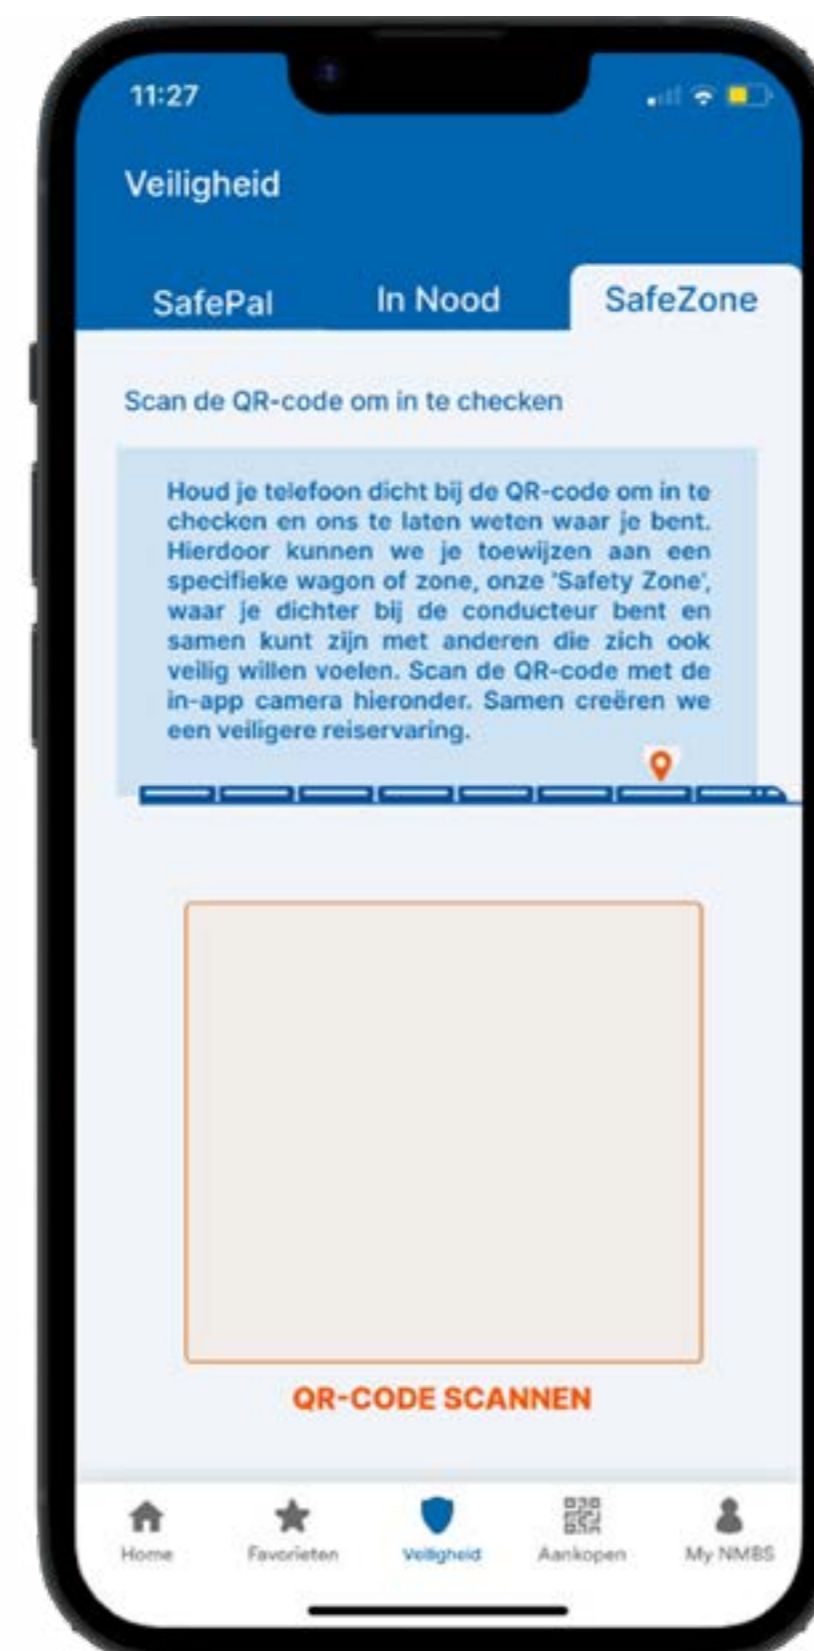 11:27
Veiligheid
SafePal
In Nood
SafeZone
Scan de QR-code om in te checken
Houd je telefoon dicht bij de QR-code om in te
checken en ons te laten weten waar je bent.
Hierdoor kunnen we je toewijzen aan een
specifieke wagon of zone, onze 'Safety Zone',
waar je dichter bij de conducteur bent en
samen kunt zijn met anderen die zich ook
veilig willen voelen. Scan de QR-code met de
in-app camera hieronder. Samen creëren we
een veiligere reiservaring.
QR-CODE SCANNEN
Home
Favorieten
Veiligheid
Aankopen
My NMBS